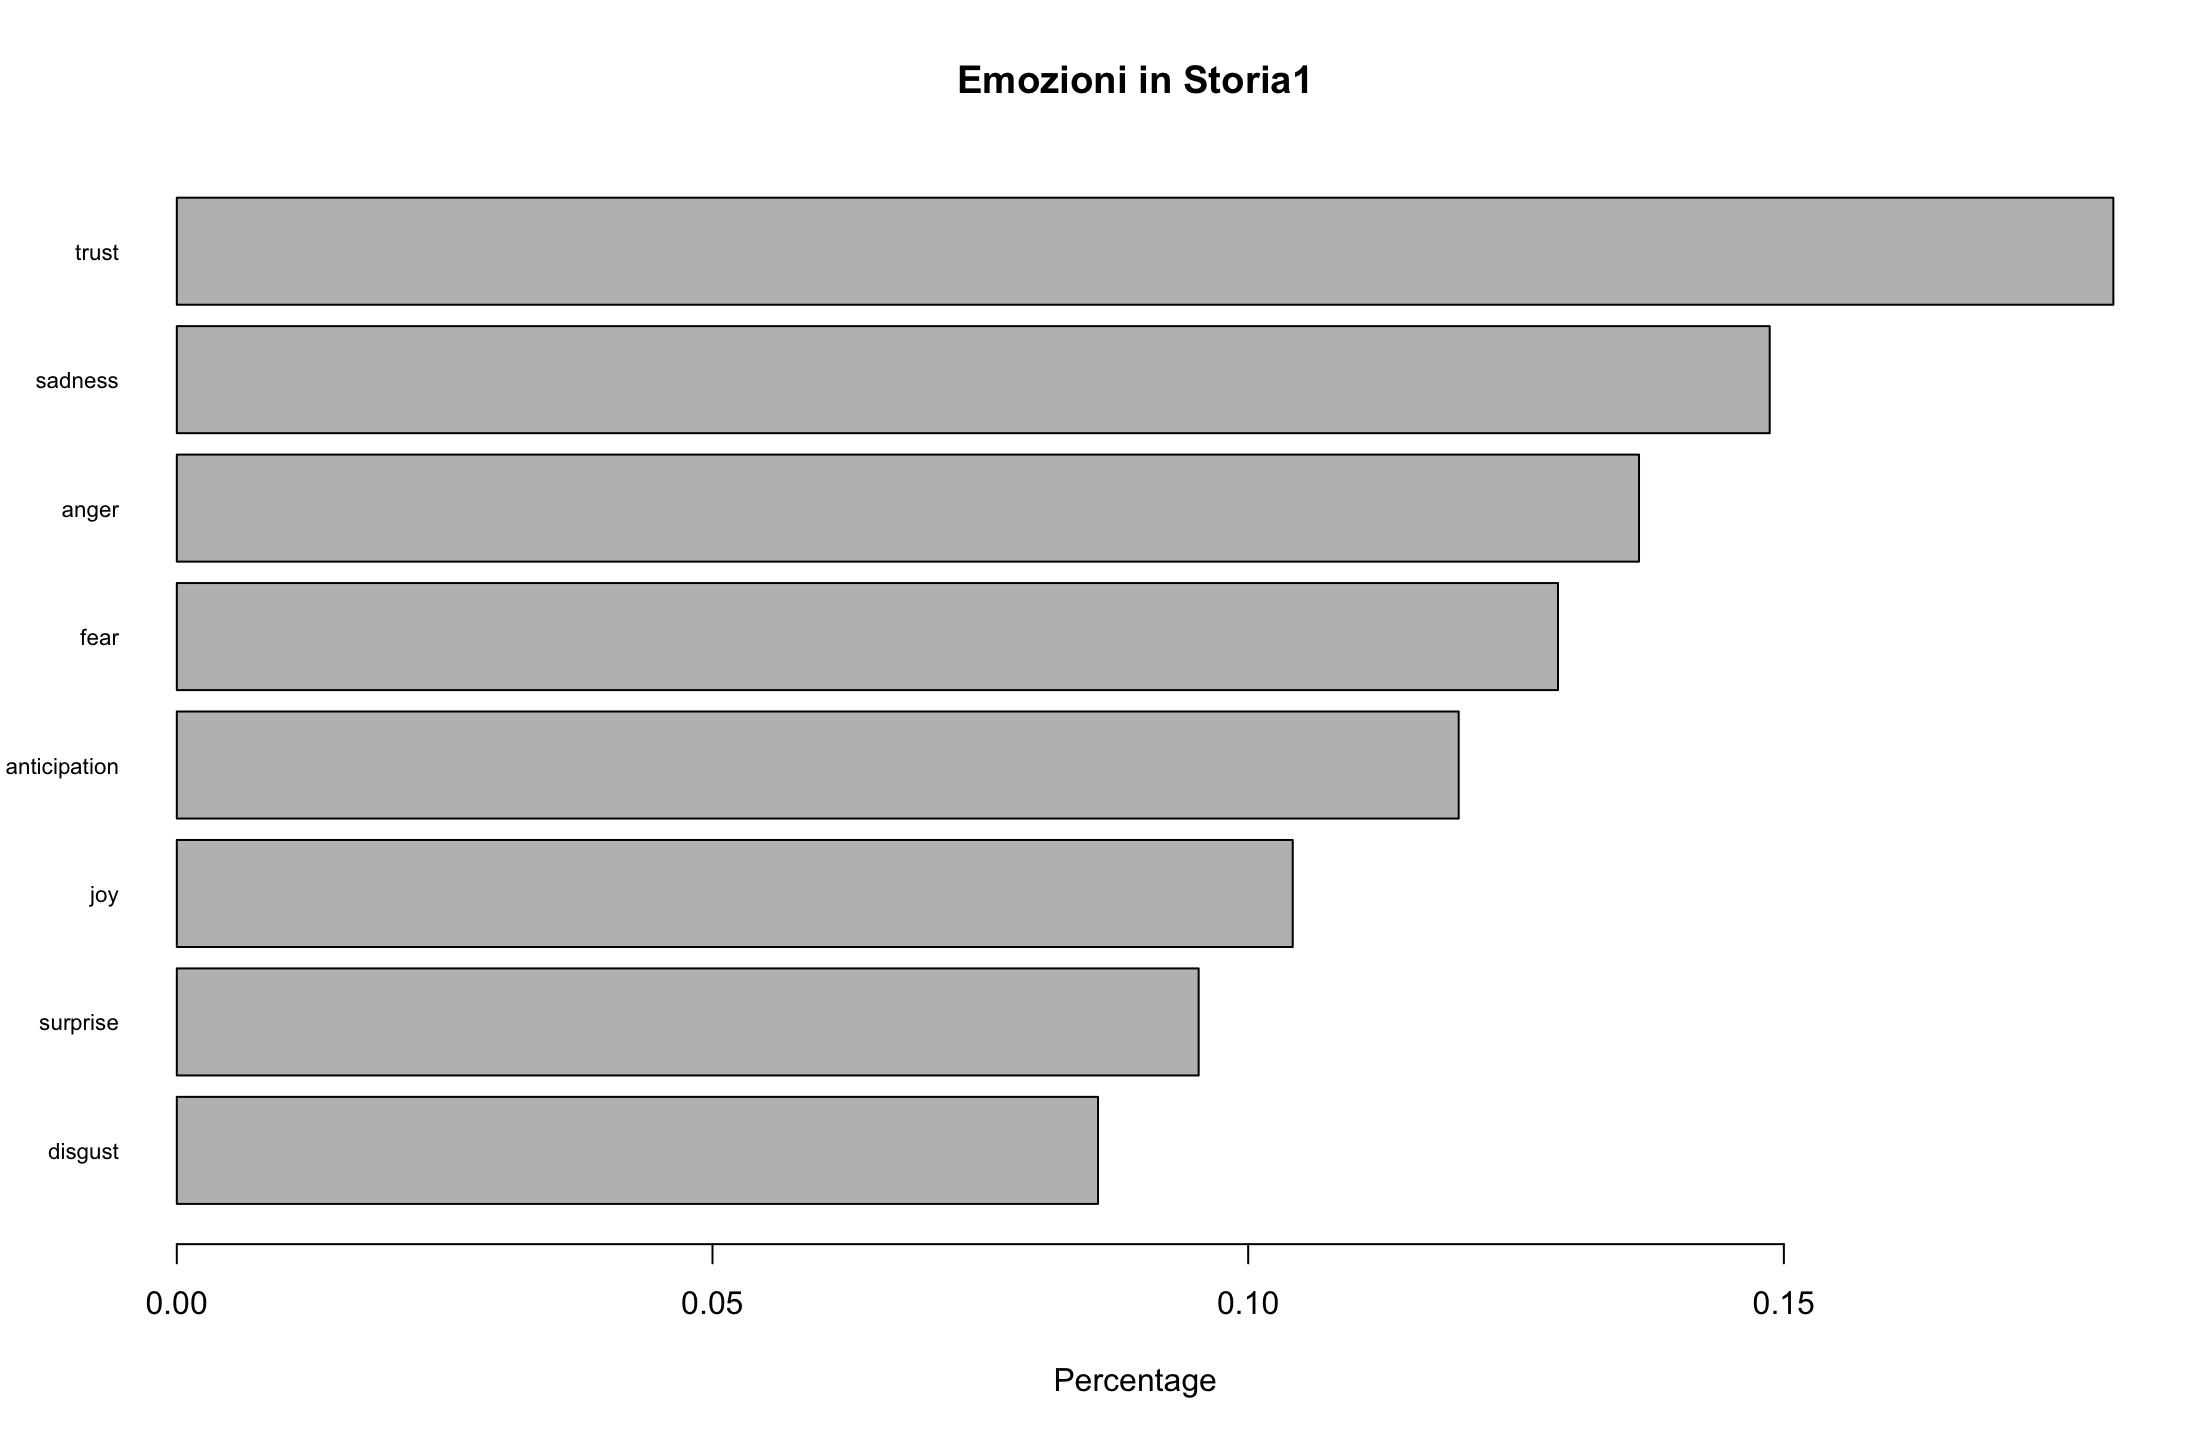 Emozioni in Storia1
trust
sadness
anger
fear
anticipation
joy
surprise
disgust
0.00 0.05 0.10 0.15
Percentage